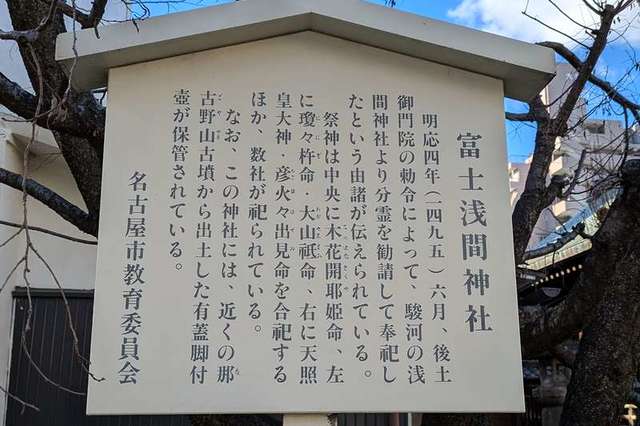 富士浅間神社
明応四年(一四九五)六月、後土
御門院の勅令によって、駿河の浅
間神社より分霊を勧請して奉祀し
たという由緒が伝えられている。
祭神は中央に木花開耶姫命、左
に瓊々杵命・大山祗命、右に天照
皇大神・彦火々出見命を合祀する
ほか、数社が祀られている。
なお、この神社には、近くの那
古野山古墳から出土した有蓋脚付
壺が保管されている。
名古屋市教育委員会